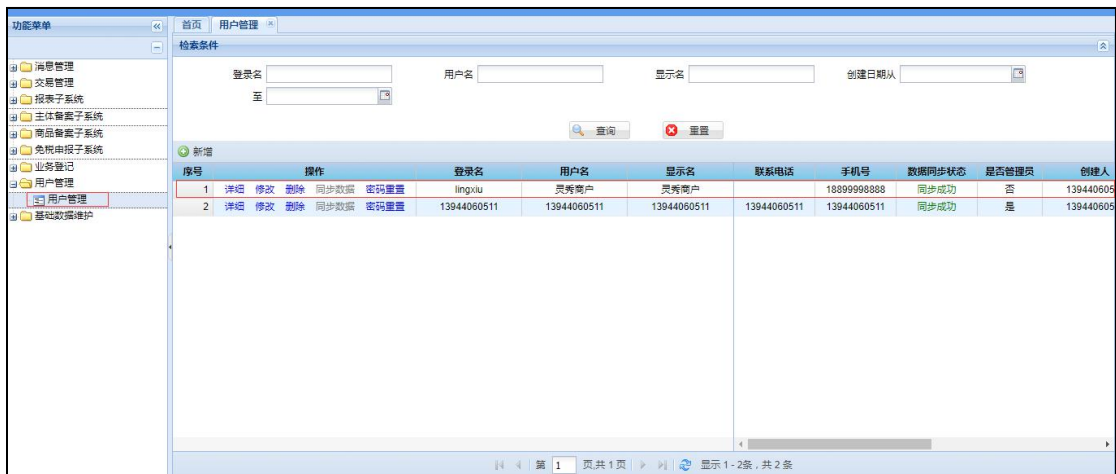 功能菜单
消息管理
交易管理
报表子系统
主体备案子系统
商品备案子系统
免税申报子系统
业务登记
用户管理
用户管理
基础数据维护
首页 用户管理
检索条件
登录名 用户名 显示名 创建日期从
至
查询 重置
新增
序号 操作 登录名 用户名 显示名 联系电话 手机号 数据同步状态 是否管理员 创建人
1 详细 修改 删除 同步数据 密码重置 lingxiu 灵秀商户 灵秀商户 18899998888 同步成功 否 139440605
2 详细 修改 删除 同步数据 密码重置 13944060511 13944060511 13944060511 13944060511 13944060511 同步成功 是 139440605
第 1 页,共1页 显示 1 - 2条，共 2 条